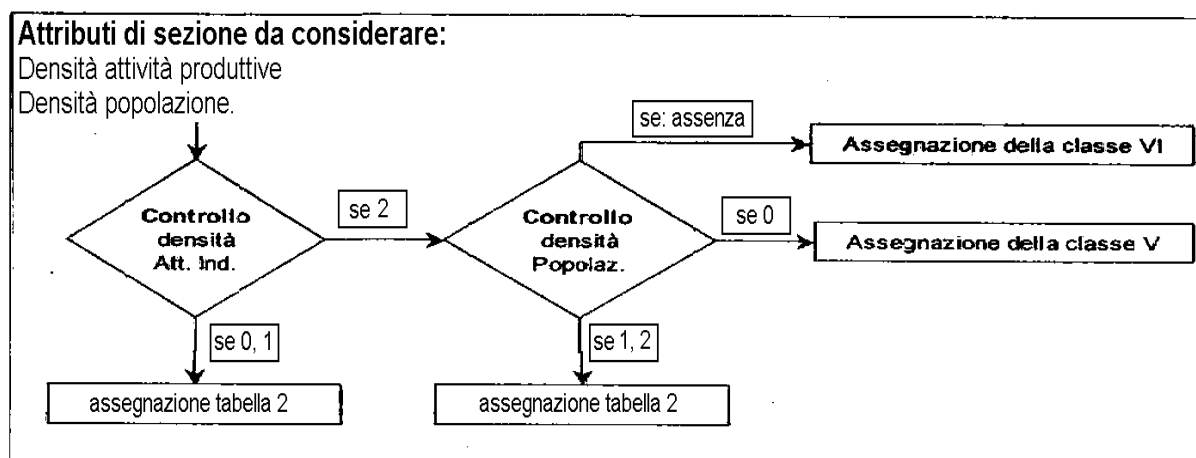 Attributi di sezione da considerare:
Densità attività produttive
Densità popolazione.
se: assenza
Assegnazione della classe VI
Controllo
densità
Att. Ind.
se 2
Controllo
densità
Popolaz.
se 0
Assegnazione della classe V
se 0, 1
se 1, 2
assegnazione tabella 2
assegnazione tabella 2